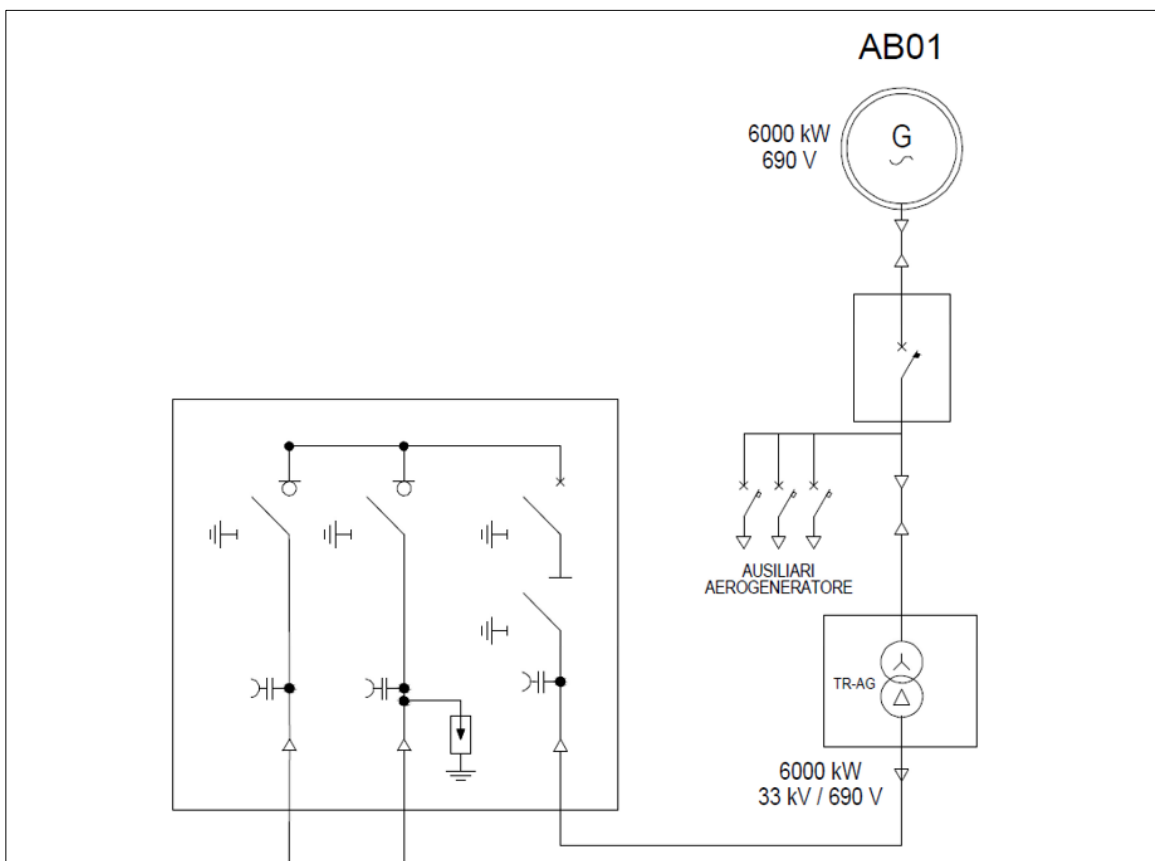 AB01
6000 kW
690 V
G
AUSILIARI
AEROGENERATORE
TR-AG
6000 kW
33 kV / 690 V